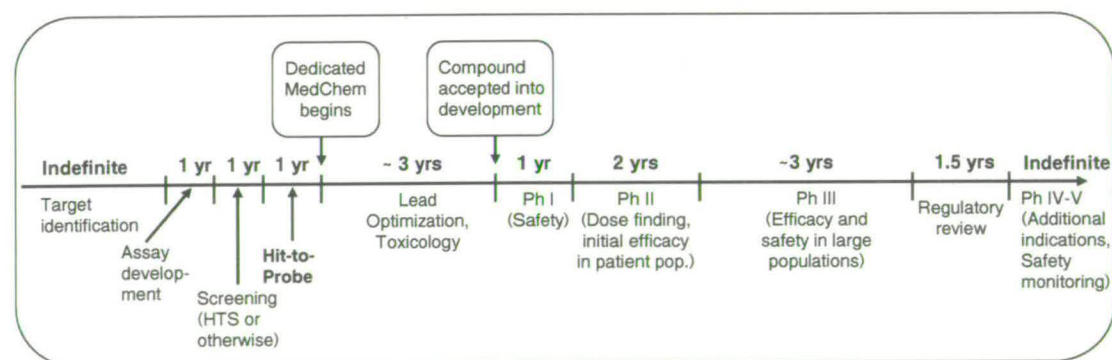 Dedicated
MedChem
begins
Compound
accepted into
development
Indefinite
1 yr
1 yr
1 yr
~ 3 yrs
1 yr
2 yrs
~3 yrs
1.5 yrs
Indefinite
Target
identification
Assay
develop-
ment
Screening
(HTS or
otherwise)
Hit-to-
Probe
Lead
Optimization,
Toxicology
Ph I
(Safety)
Ph II
(Dose finding,
initial efficacy
in patient pop.)
Ph III
(Efficacy and
safety in large
populations)
Regulatory
review
Ph IV-V
(Additional
indications,
Safety
monitoring)